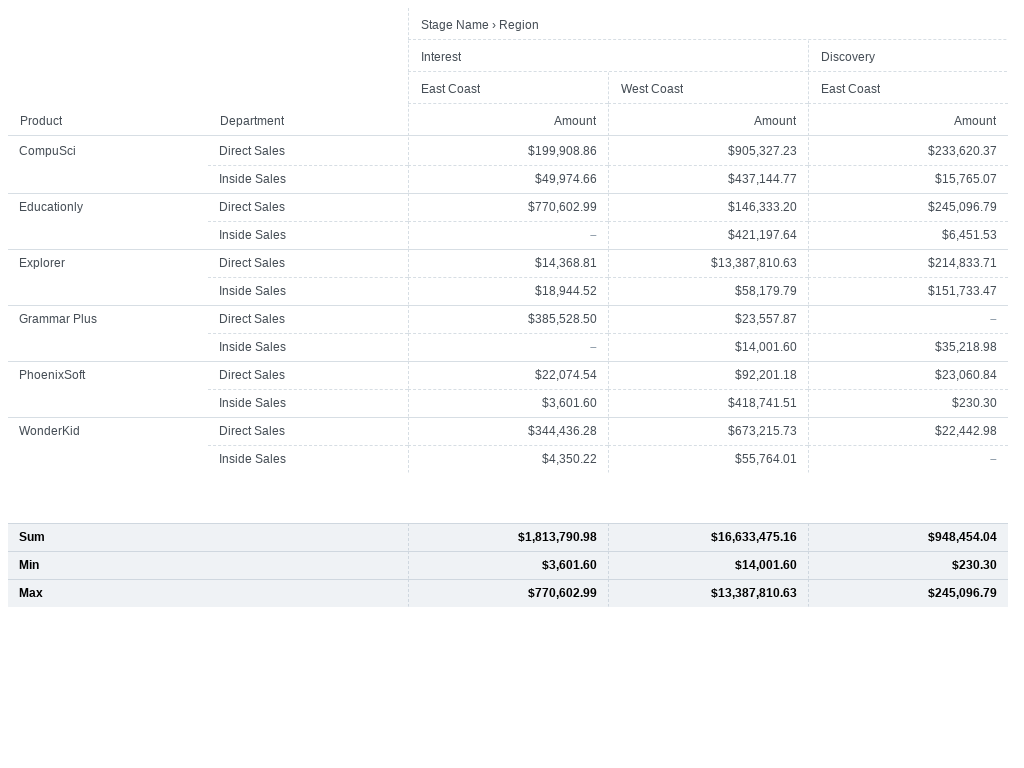 Stage Name › Region
Interest Discovery
East Coast West Coast East Coast
Product Department Amount Amount Amount
CompuSci Direct Sales $199,908.86 $905,327.23 $233,620.37
Inside Sales $49,974.66 $437,144.77 $15,765.07
Educationly Direct Sales $770,602.99 $146,333.20 $245,096.79
Inside Sales – $421,197.64 $6,451.53
Explorer Direct Sales $14,368.81 $13,387,810.63 $214,833.71
Inside Sales $18,944.52 $58,179.79 $151,733.47
Grammar Plus Direct Sales $385,528.50 $23,557.87 –
Inside Sales – $14,001.60 $35,218.98
PhoenixSoft Direct Sales $22,074.54 $92,201.18 $23,060.84
Inside Sales $3,601.60 $418,741.51 $230.30
WonderKid Direct Sales $344,436.28 $673,215.73 $22,442.98
Inside Sales $4,350.22 $55,764.01 –
Sum $1,813,790.98 $16,633,475.16 $948,454.04
Min $3,601.60 $14,001.60 $230.30
Max $770,602.99 $13,387,810.63 $245,096.79